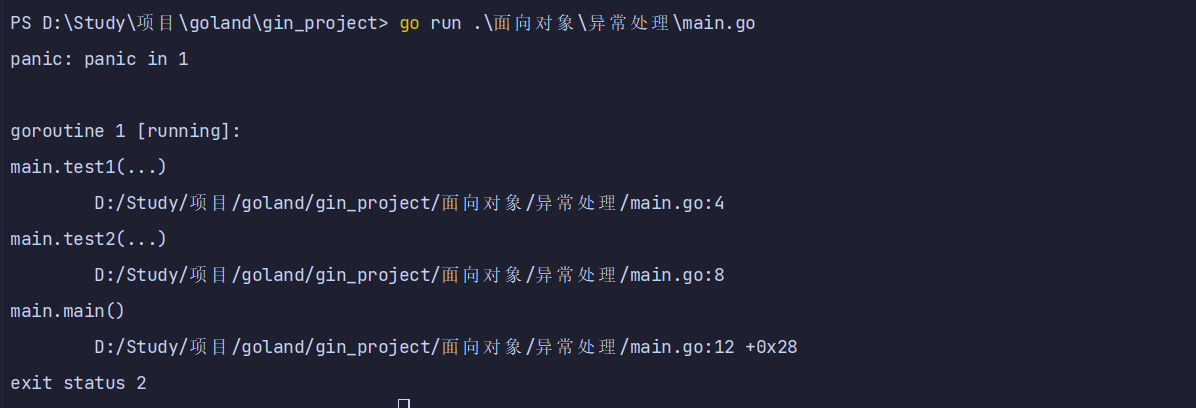 PS D:\Study\项目\goland\gin_project> go run .\面向对象\异常处理\main.go
panic: panic in 1
goroutine 1 [running]:
main.test1(...)
D:/Study/项目/goland/gin_project/面向对象/异常处理/main.go:4
main.test2(...)
D:/Study/项目/goland/gin_project/面向对象/异常处理/main.go:8
main.main()
D:/Study/项目/goland/gin_project/面向对象/异常处理/main.go:12 +0x28
exit status 2